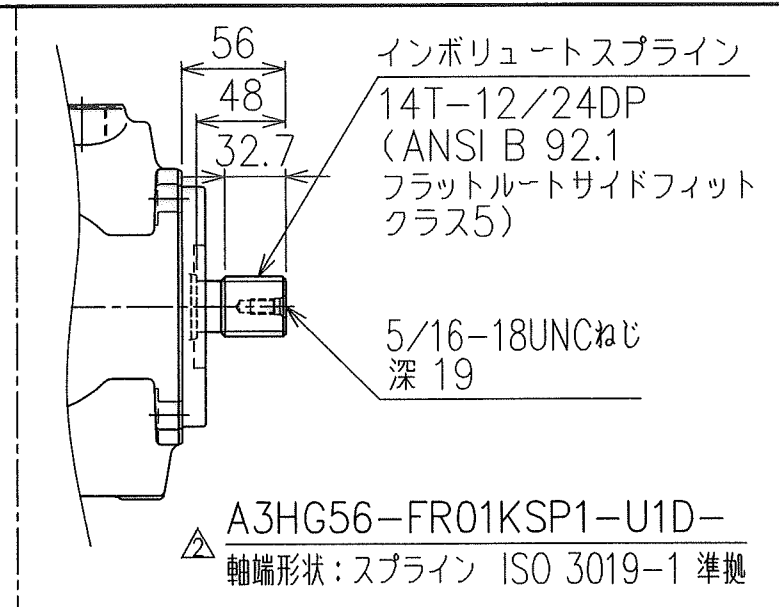 56
48
32.7
インボリュートスプライン
14T-12/24DP
(ANSI B 92.1
フラットルートサイドフィット
クラス5)
5/16-18UNCねじ
深 19
2
A3HG56-FR01KSP1-U1D-
軸端形状:スプライン ISO 3019-1 準拠